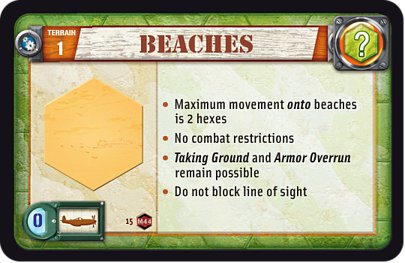 TERRAIN
1
BEACHES
?
• Maximum movement onto beaches
is 2 hexes
• No combat restrictions
• Taking Ground and Armor Overrun
remain possible
• Do not block line of sight
0
15 M44